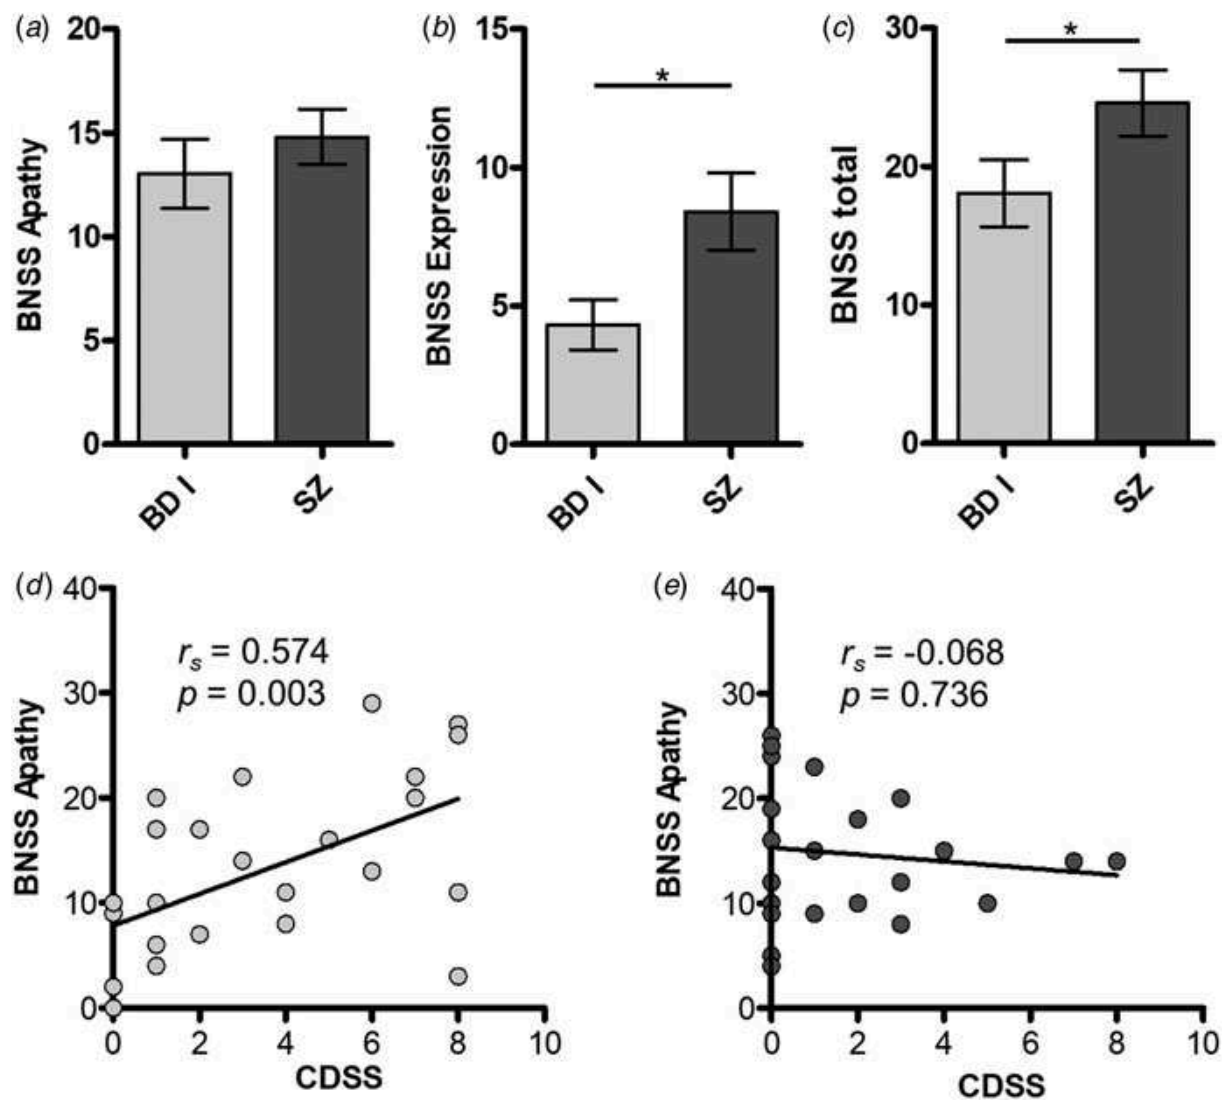 (a)
20
15
10
5
0
BNSS Apathy
BD I
SZ
(b)
15
10
5
0
BNSS Expression
*
BD I
SZ
(c)
30
20
10
0
BNSS total
*
BD I
SZ
(d)
40
30
20
10
0
BNSS Apathy
r_s = 0.574
p = 0.003
0 2 4 6 8 10
CDSS
(e)
40
30
20
10
0
BNSS Apathy
r_s = -0.068
p = 0.736
0 2 4 6 8 10
CDSS